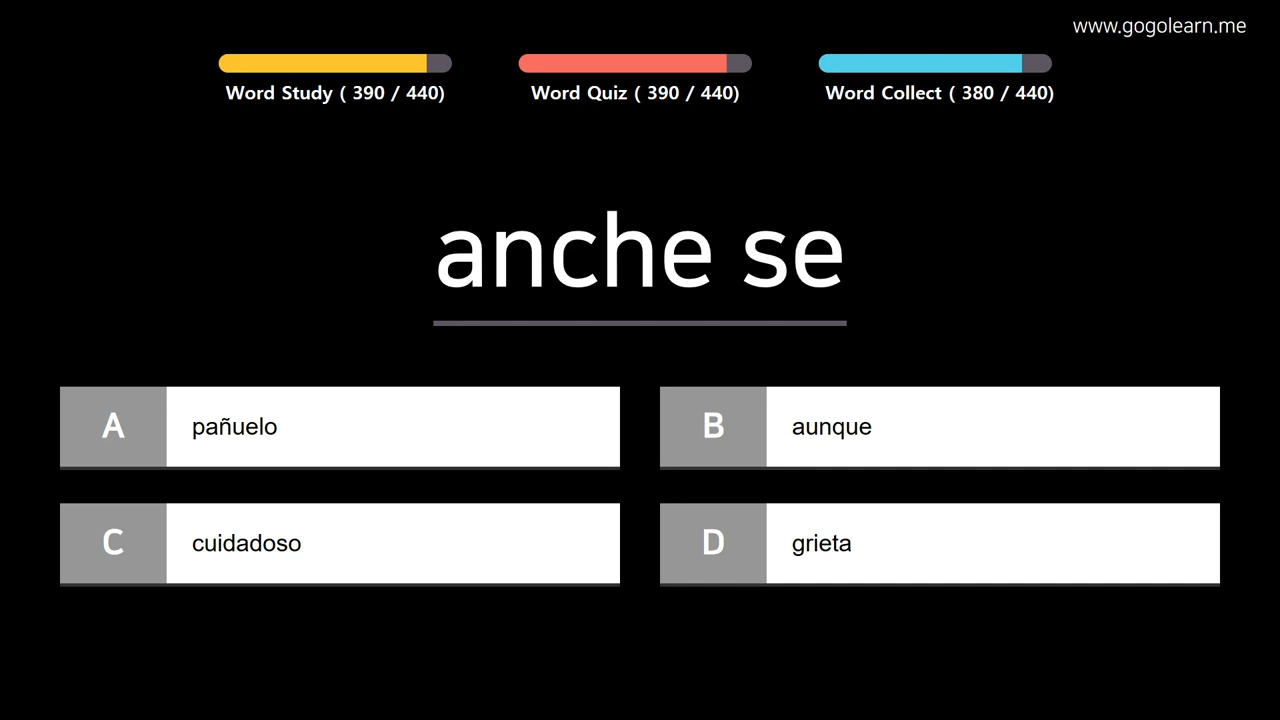 www.gogolearn.me
Word Study ( 390 / 440)
Word Quiz ( 390 / 440)
Word Collect ( 380 / 440)
anche se
A pañuelo
B aunque
C cuidadoso
D grieta